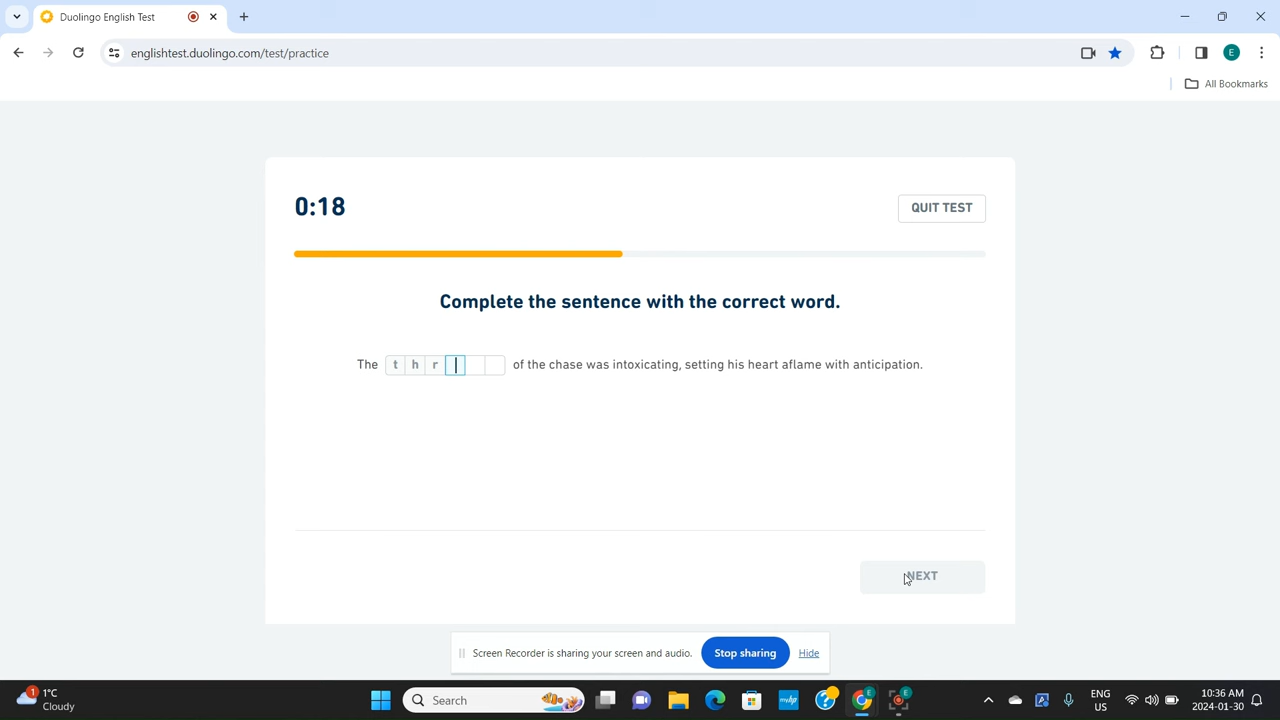 Duolingo English Test
englishtest.duolingo.com/test/practice
E
All Bookmarks
0:18
QUIT TEST
Complete the sentence with the correct word.
The t h r of the chase was intoxicating, setting his heart aflame with anticipation.
NEXT
Screen Recorder is sharing your screen and audio. Stop sharing Hide
1 1°C
Cloudy
Search
myhp
E
E
ENG
US
10:36 AM
2024-01-30